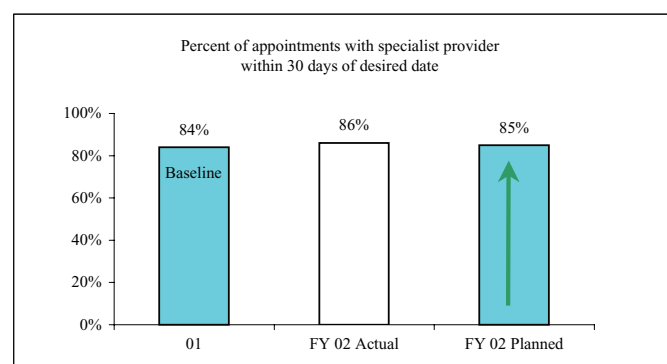 Percent of appointments with specialist provider
within 30 days of desired date
100%
80%
60%
40%
20%
0%
84%
86%
85%
Baseline
01
FY 02 Actual
FY 02 Planned